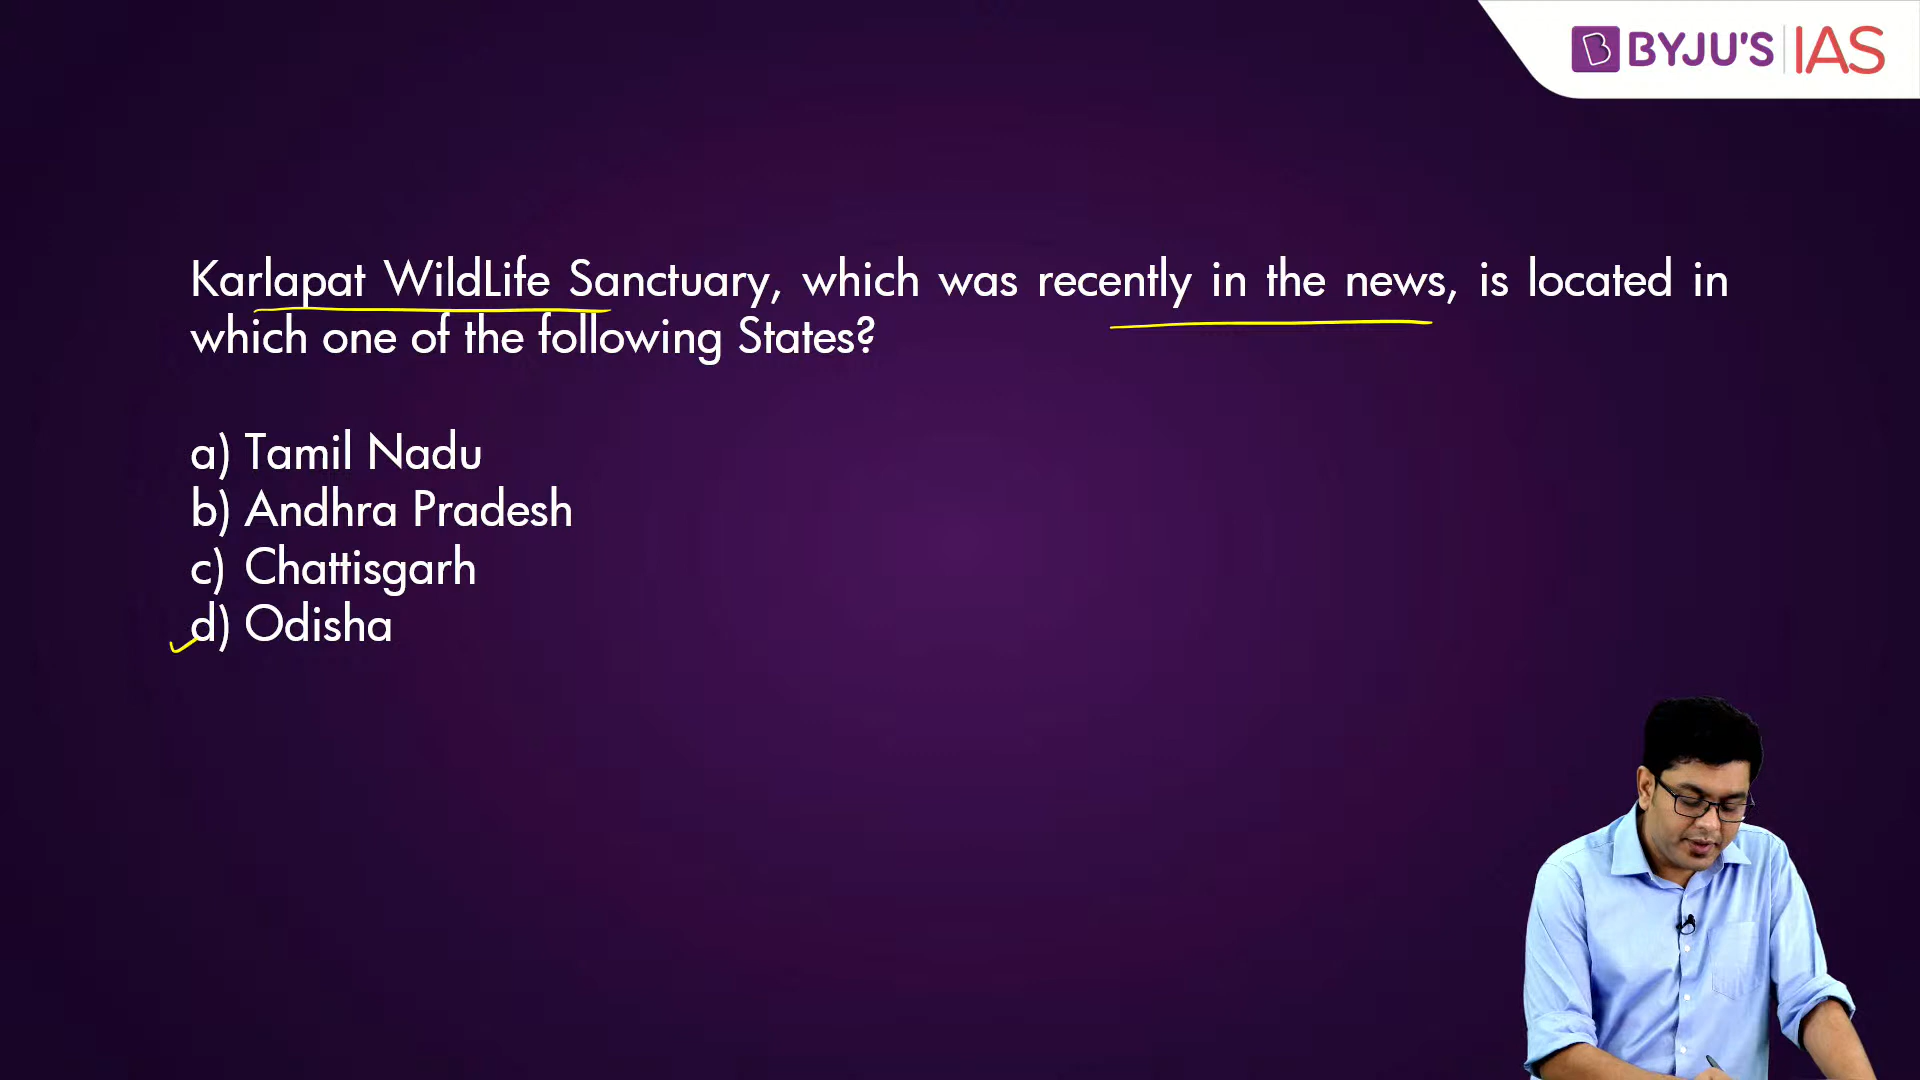 BYJU'S IAS
Karlapat WildLife Sanctuary, which was recently in the news, is located in
which one of the following States?
a) Tamil Nadu
b) Andhra Pradesh
c) Chattisgarh
d) Odisha